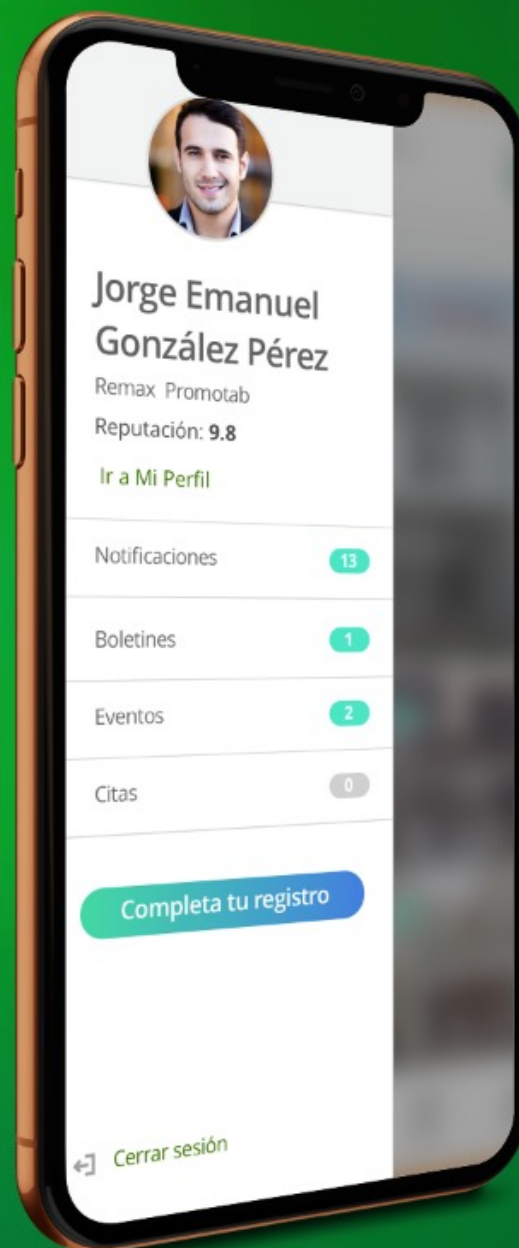 Jorge Emanuel
González Pérez
Remax Promotab
Reputación: 9.8
Ir a Mi Perfil
Notificaciones 13
Boletines 1
Eventos 2
Citas 0
Completa tu registro
Cerrar sesión